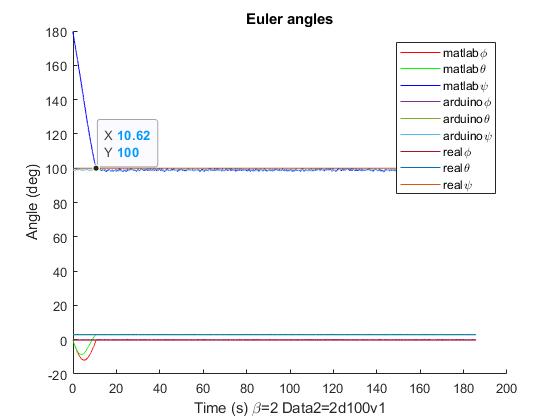 Euler angles
180
160
140
120
100
80
60
40
20
0
-20
Angle (deg)
X 10.62
Y 100
matlab ϕ
matlab θ
matlab ψ
arduino ϕ
arduino θ
arduino ψ
real ϕ
real θ
real ψ
0 20 40 60 80 100 120 140 160 180 200
Time (s) β=2 Data2=2d100v1